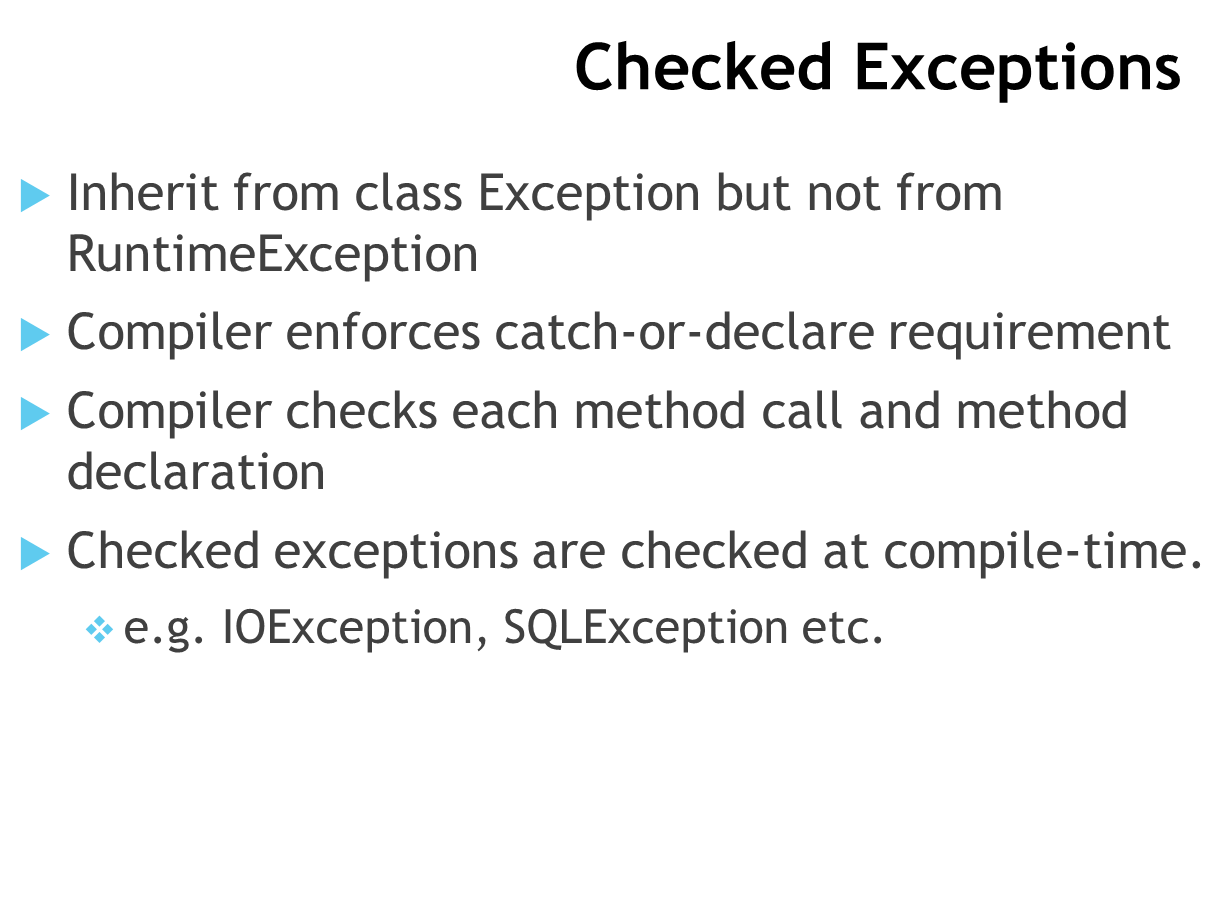 Checked Exceptions
Inherit from class Exception but not from
RuntimeException
Compiler enforces catch-or-declare requirement
Compiler checks each method call and method
declaration
Checked exceptions are checked at compile-time.
e.g. IOException, SQLException etc.